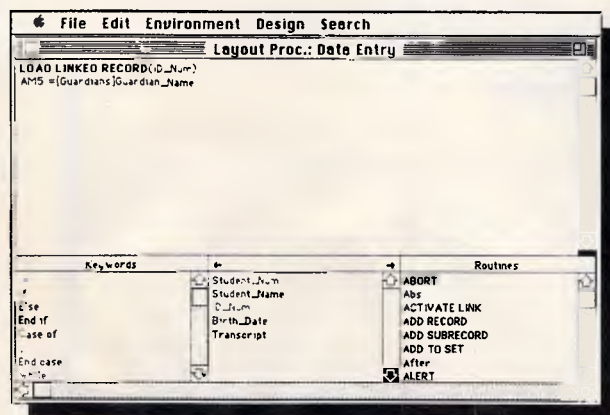 File Edit Environment Design Search
Layout Proc.: Data Entry
LOAD LINKED RECORD(ID_Num)
AM5 =[Guardians]Guardian_Name
Keywords
Routines
Else
End if
Case of
End case
While
Student_Num
Student_Name
ID_Num
Birth_Date
Transcript
ABORT
Abs
ACTIVATE LINK
ADD RECORD
ADD SUBRECORD
ADD TO SET
After
ALERT